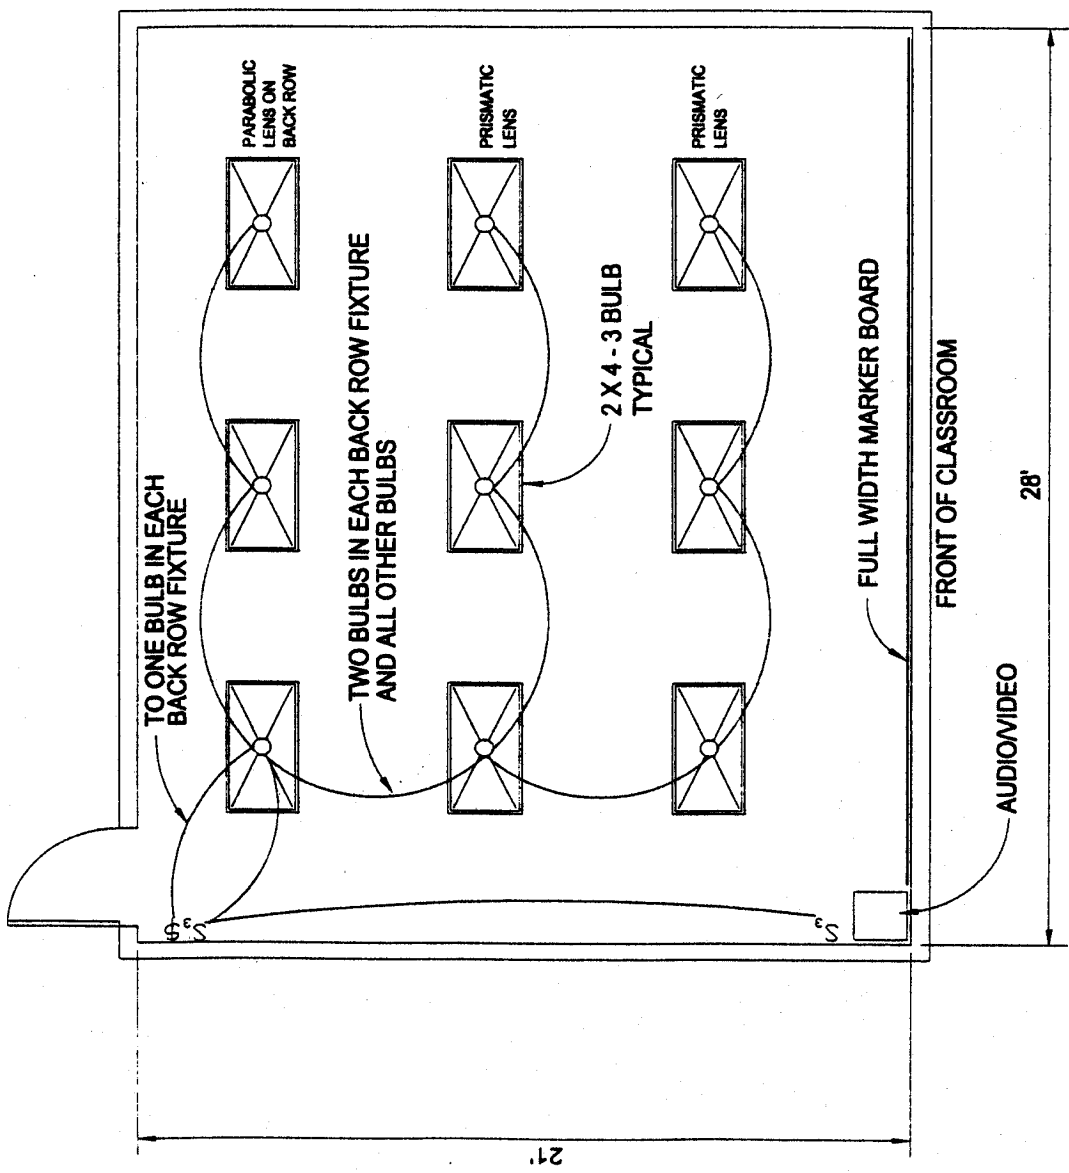 PARABOLIC
LENS ON
BACK ROW
PRISMATIC
LENS
PRISMATIC
LENS
TO ONE BULB IN EACH
BACK ROW FIXTURE
TWO BULBS IN EACH BACK ROW FIXTURE
AND ALL OTHER BULBS
2 X 4 - 3 BULB
TYPICAL
FULL WIDTH MARKER BOARD
FRONT OF CLASSROOM
28'
AUDIO/VIDEO
S₃
S₃
21'